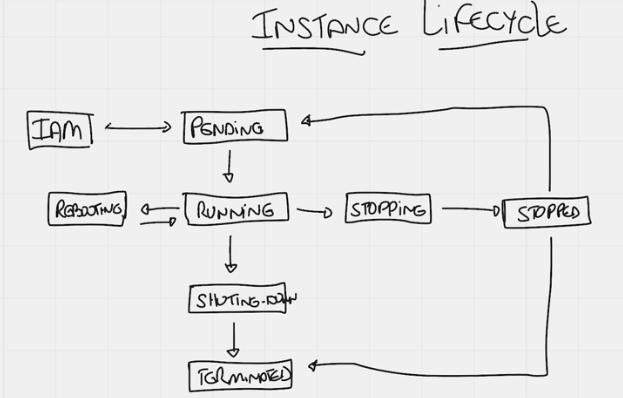 INSTANCE LIFECYCLE
IAM
PENDING
REBOOTING
RUNNING
STOPPING
STOPPED
SHUTING-DOWN
TERMINATED